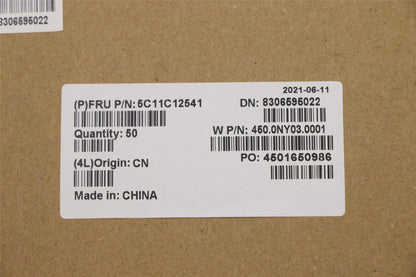 8306595022
2021-06-11
(P)FRU P/N:5C11C12541
DN: 8306595022
Quantity: 50
W P/N: 450.0NY03.0001
(4L)Origin: CN
PO: 4501650986
Made in: CHINA